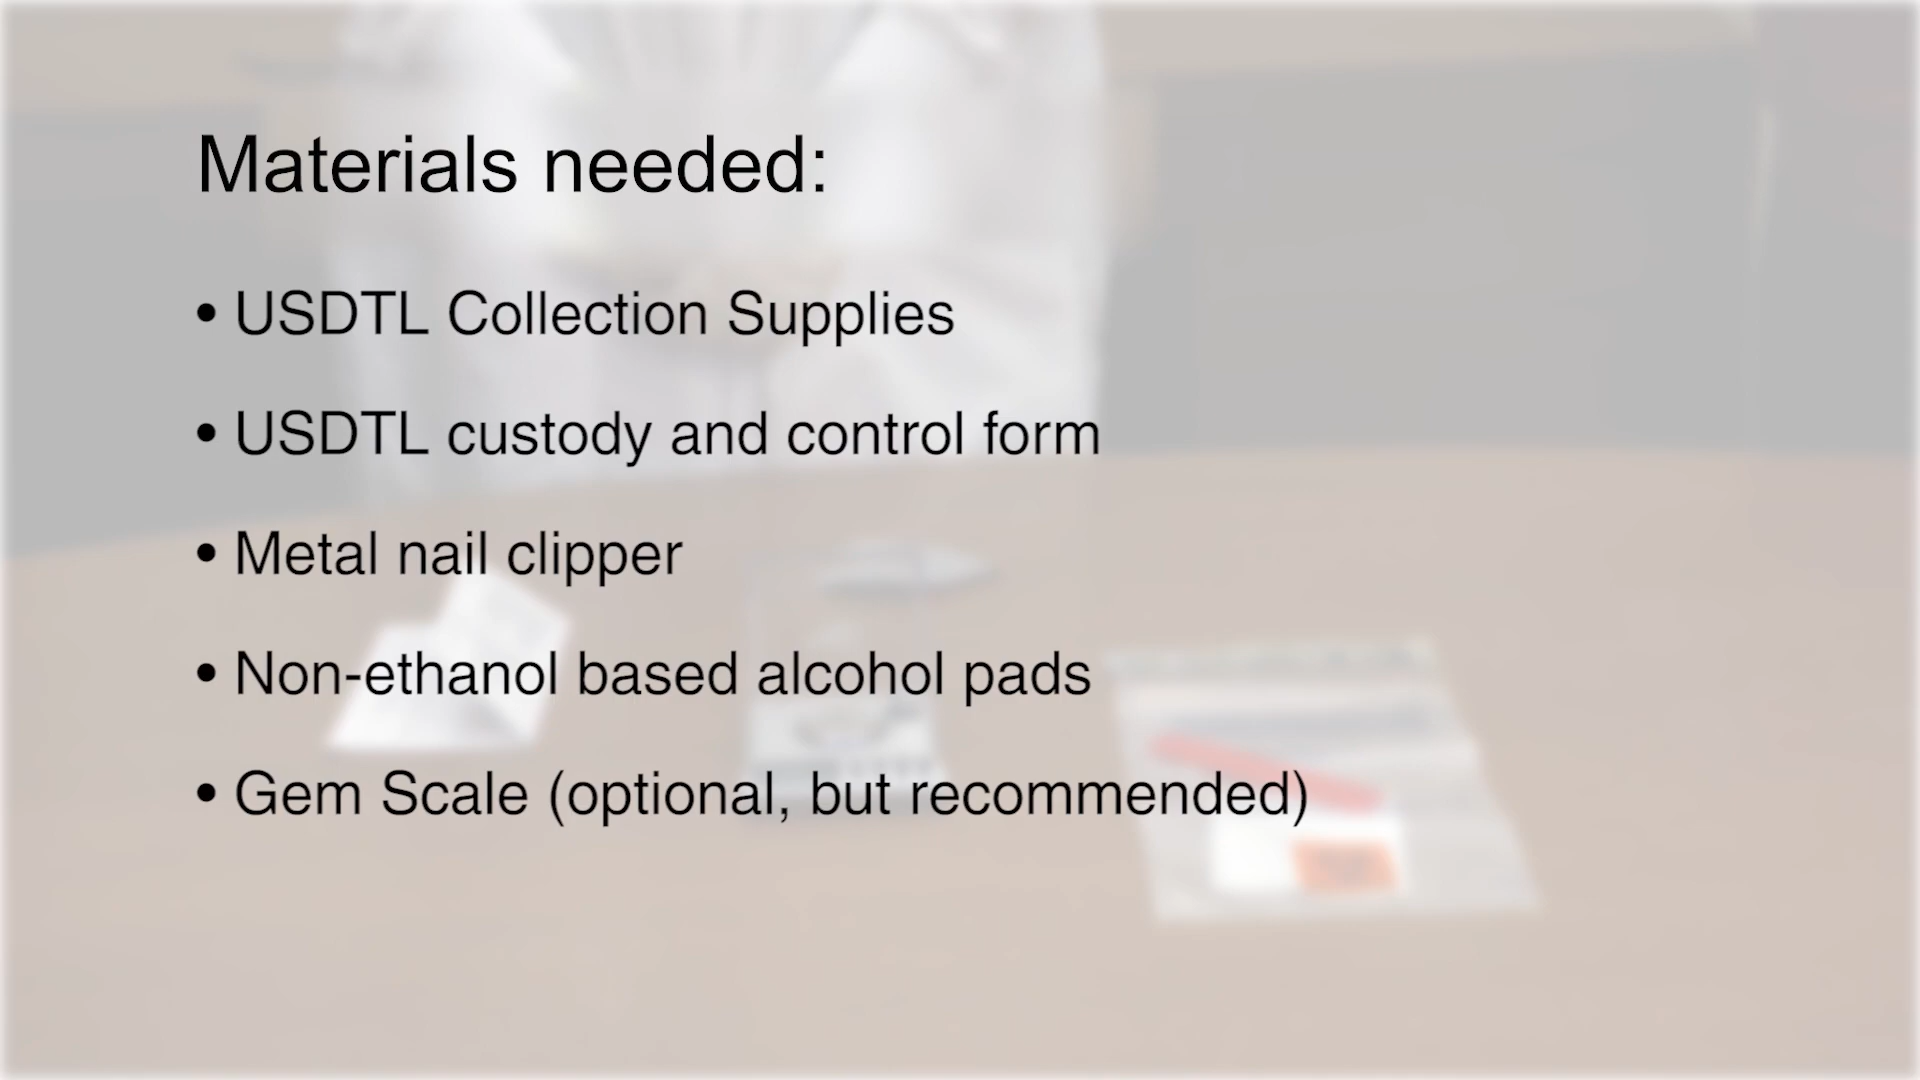 Materials needed:
• USDTL Collection Supplies
• USDTL custody and control form
• Metal nail clipper
• Non-ethanol based alcohol pads
• Gem Scale (optional, but recommended)